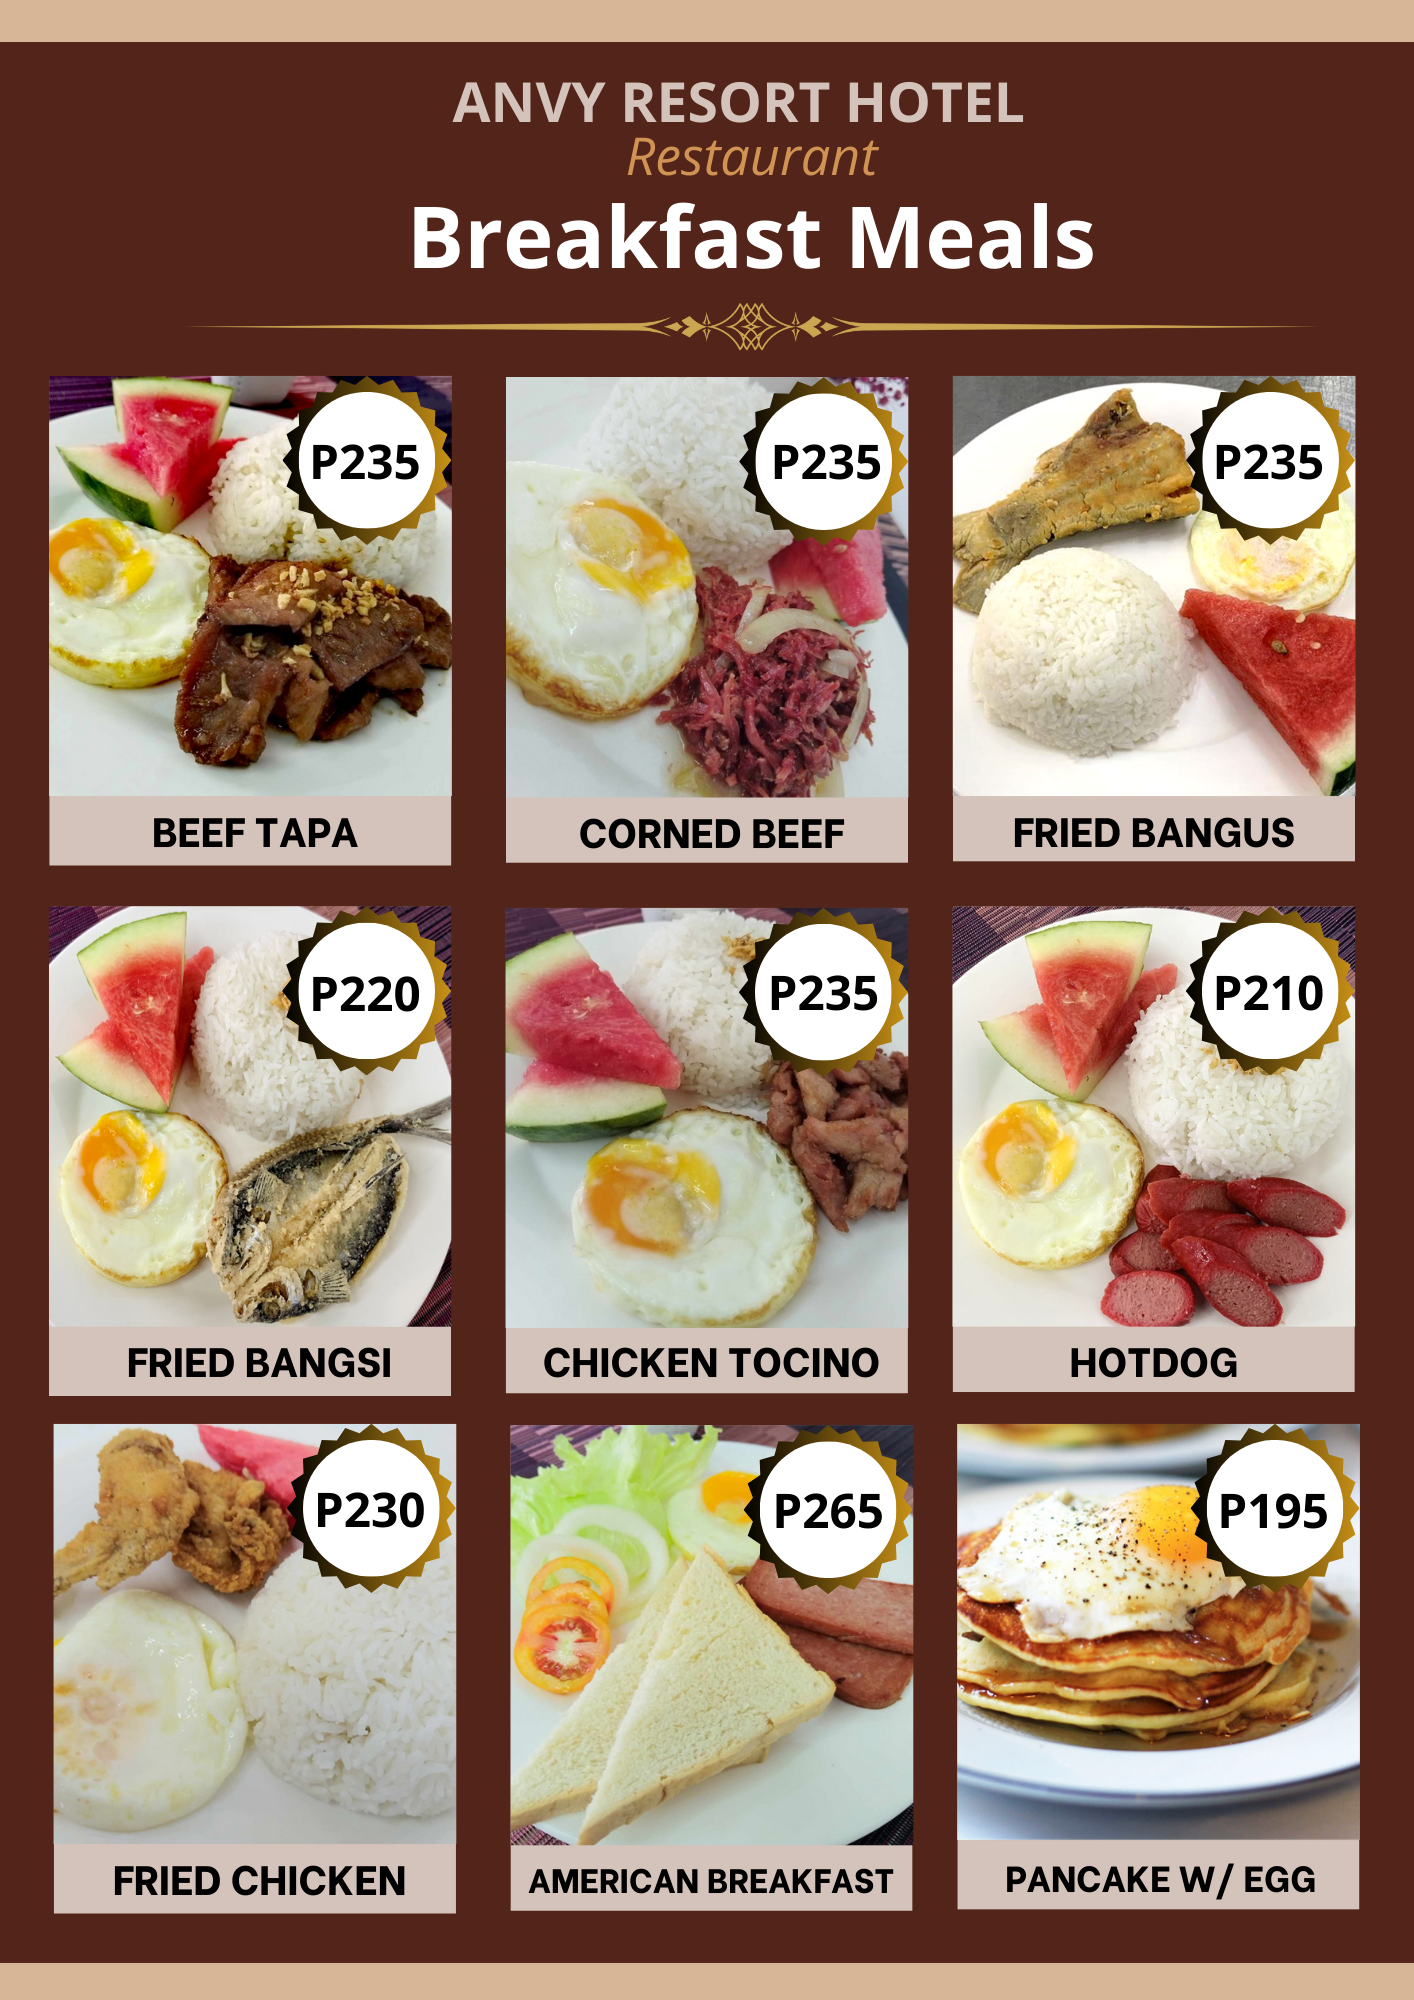 ANVY RESORT HOTEL
Restaurant
Breakfast Meals
P235
P235
P235
BEEF TAPA
CORNED BEEF
FRIED BANGUS
P220
P235
P210
FRIED BANGSI
CHICKEN TOCINO
HOTDOG
P230
P265
P195
FRIED CHICKEN
AMERICAN BREAKFAST
PANCAKE W/ EGG